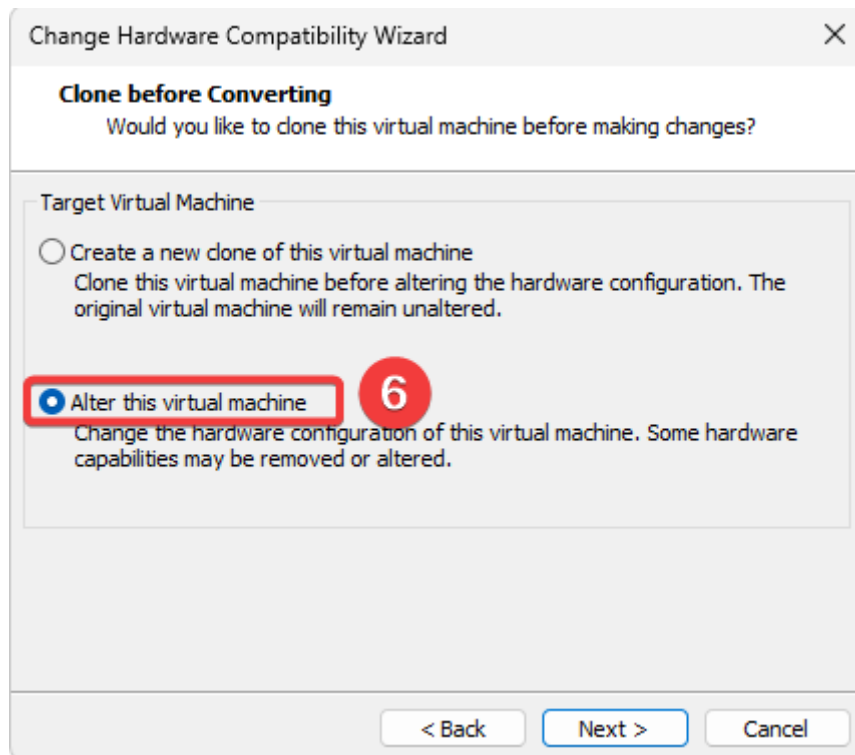 Change Hardware Compatibility Wizard
Clone before Converting
Would you like to clone this virtual machine before making changes?
Target Virtual Machine
Create a new clone of this virtual machine
Clone this virtual machine before altering the hardware configuration. The
original virtual machine will remain unaltered.
Alter this virtual machine
6
Change the hardware configuration of this virtual machine. Some hardware
capabilities may be removed or altered.
< Back Next > Cancel